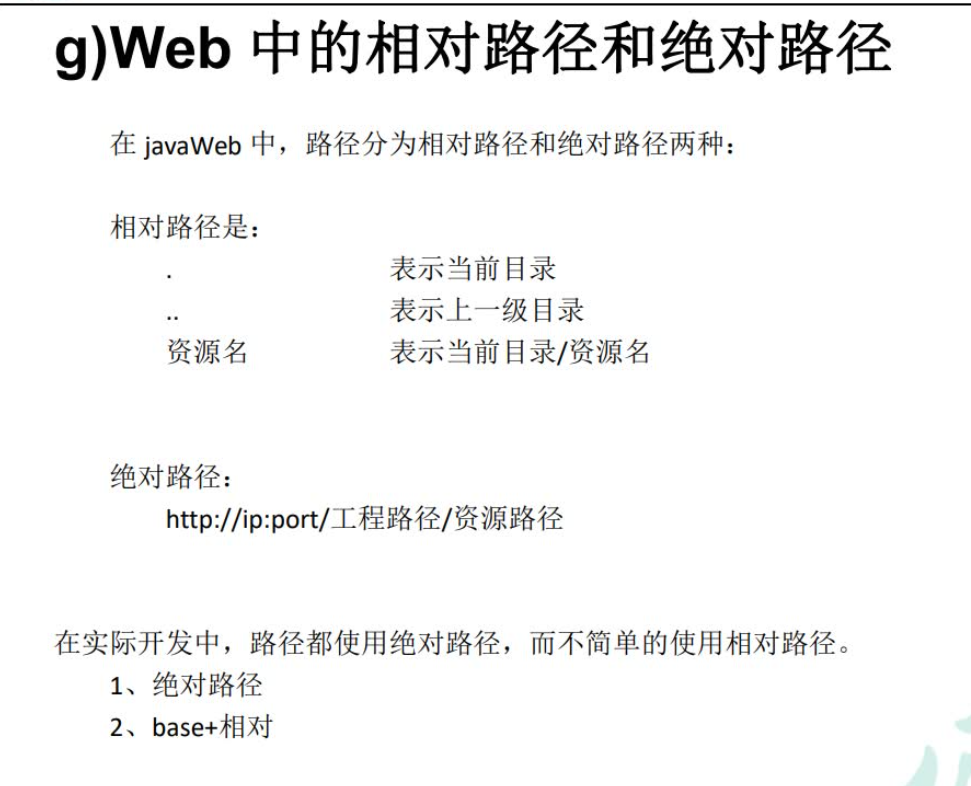 g)Web 中的相对路径和绝对路径
在 javaWeb 中，路径分为相对路径和绝对路径两种：
相对路径是：
. 表示当前目录
.. 表示上一级目录
资源名 表示当前目录/资源名
绝对路径：
http://ip:port/工程路径/资源路径
在实际开发中，路径都使用绝对路径，而不简单的使用相对路径。
1、绝对路径
2、base+相对